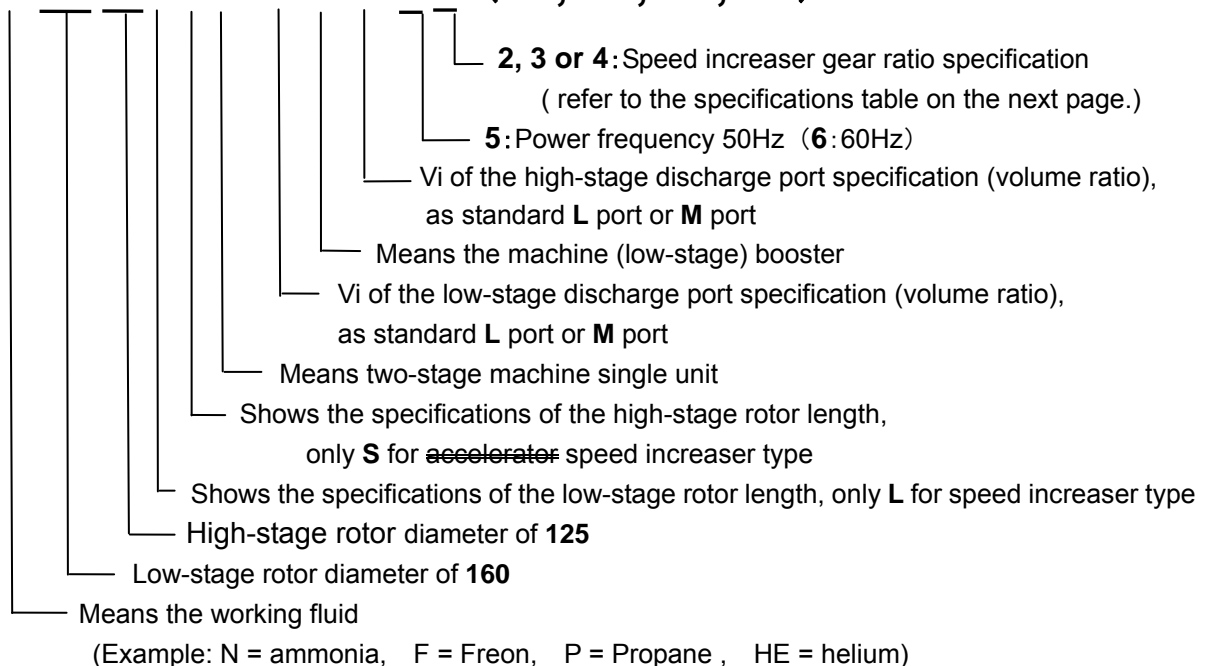 2, 3 or 4:Speed increaser gear ratio specification
( refer to the specifications table on the next page.)
5:Power frequency 50Hz（6:60Hz）
Vi of the high-stage discharge port specification (volume ratio),
as standard L port or M port
Means the machine (low-stage) booster
Vi of the low-stage discharge port specification (volume ratio),
as standard L port or M port
Means two-stage machine single unit
Shows the specifications of the high-stage rotor length,
only S for accelerator speed increaser type
Shows the specifications of the low-stage rotor length, only L for speed increaser type
High-stage rotor diameter of 125
Low-stage rotor diameter of 160
Means the working fluid
(Example: N = ammonia, F = Freon, P = Propane , HE = helium)